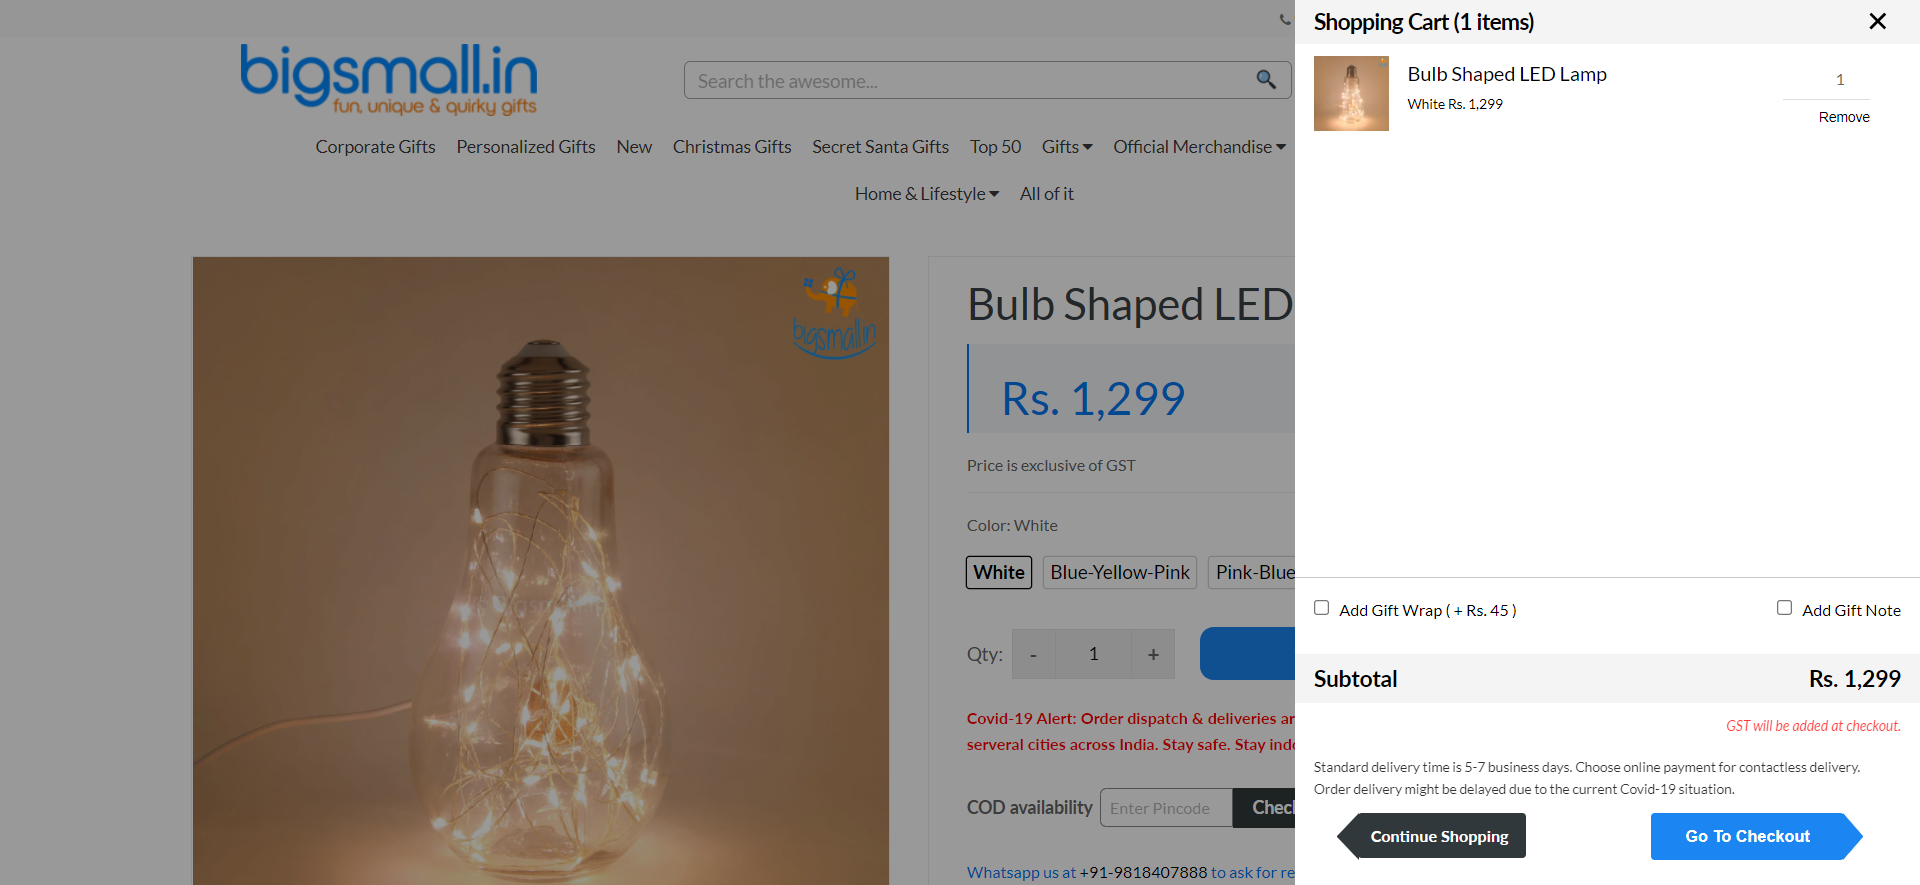 bigsmall.in
fun, unique & quirky gifts
Search the awesome...
Corporate Gifts Personalized Gifts New Christmas Gifts Secret Santa Gifts Top 50 Gifts Official Merchandise
Home & Lifestyle All of it
bigsmall.in
Bulb Shaped LED
Rs. 1,299
Price is exclusive of GST
Color: White
White Blue-Yellow-Pink Pink-Blue
Qty: - 1 +
Covid-19 Alert: Order dispatch & deliveries ar
serveral cities across India. Stay safe. Stay indo
COD availability Enter Pincode Chec
Whatsapp us at +91-9818407888 to ask for re
Shopping Cart (1 items)
Bulb Shaped LED Lamp
1
White Rs. 1,299
Remove
Add Gift Wrap ( + Rs. 45 ) Add Gift Note
Subtotal Rs. 1,299
GST will be added at checkout.
Standard delivery time is 5-7 business days. Choose online payment for contactless delivery.
Order delivery might be delayed due to the current Covid-19 situation.
Continue Shopping Go To Checkout